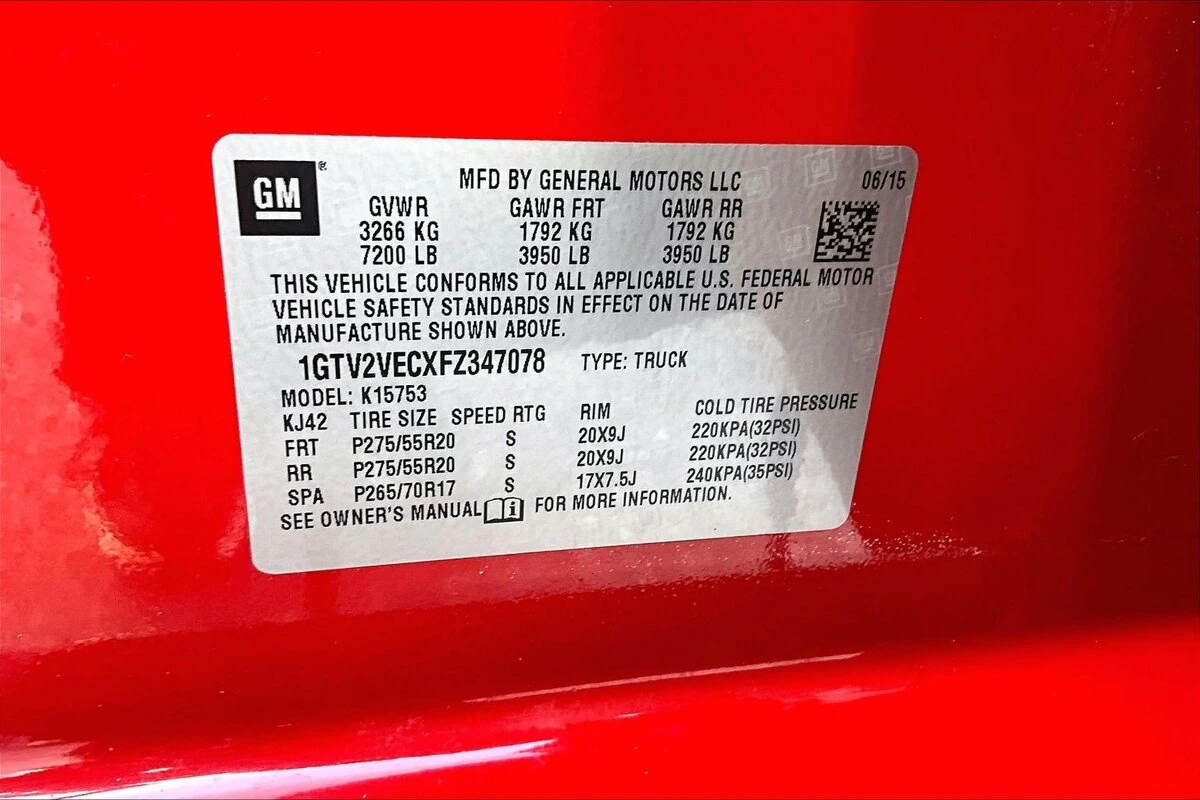 GM ®
MFD BY GENERAL MOTORS LLC 06/15
GVWR GAWR FRT GAWR RR
3266 KG 1792 KG 1792 KG
7200 LB 3950 LB 3950 LB
THIS VEHICLE CONFORMS TO ALL APPLICABLE U.S. FEDERAL MOTOR
VEHICLE SAFETY STANDARDS IN EFFECT ON THE DATE OF
MANUFACTURE SHOWN ABOVE.
1GTV2VECXFZ347078 TYPE: TRUCK
MODEL: K15753
KJ42 TIRE SIZE SPEED RTG RIM COLD TIRE PRESSURE
FRT P275/55R20 S 20X9J 220KPA(32PSI)
RR P275/55R20 S 20X9J 220KPA(32PSI)
SPA P265/70R17 S 17X7.5J 240KPA(35PSI)
SEE OWNER'S MANUAL i FOR MORE INFORMATION.